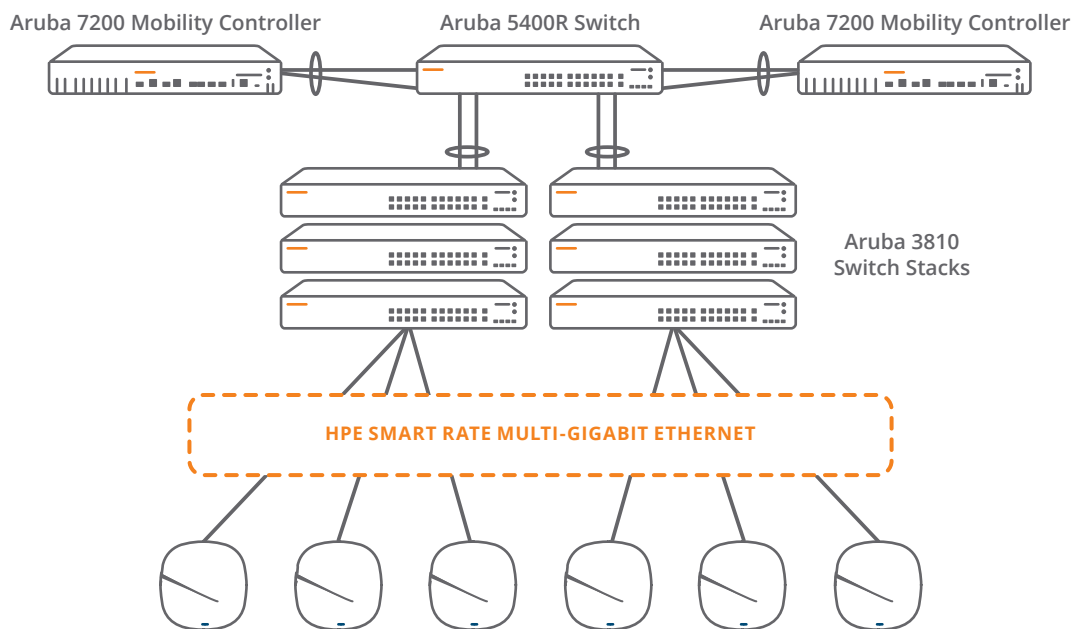 Aruba 7200 Mobility Controller
Aruba 5400R Switch
Aruba 7200 Mobility Controller
Aruba 3810
Switch Stacks
HPE SMART RATE MULTI-GIGABIT ETHERNET